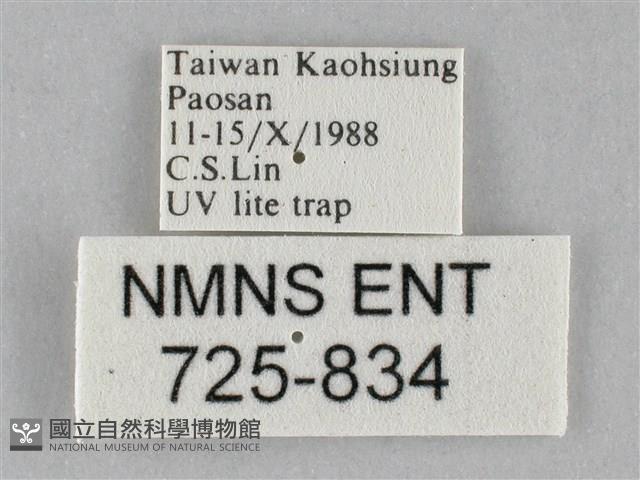 Taiwan Kaohsiung
Paosan
11-15/X/1988
C.S.Lin
UV lite trap
NMNS ENT
725-834
國立自然科學博物館
NATIONAL MUSEUM OF NATURAL SCIENCE